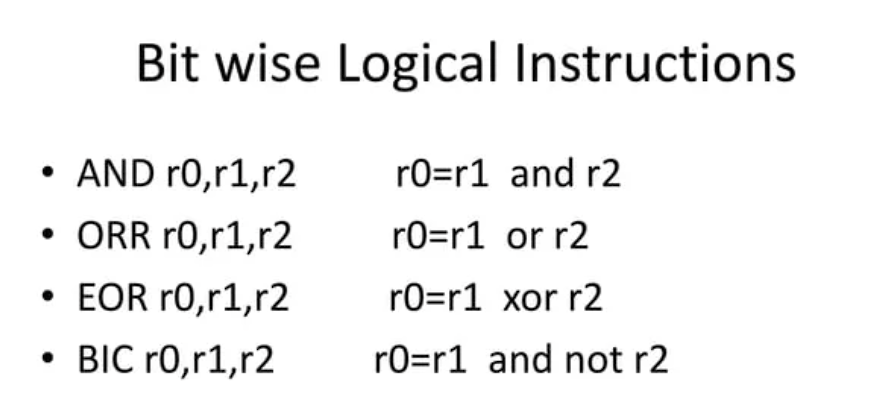 Bit wise Logical Instructions
• AND r0,r1,r2 r0=r1 and r2
• ORR r0,r1,r2 r0=r1 or r2
• EOR r0,r1,r2 r0=r1 xor r2
• BIC r0,r1,r2 r0=r1 and not r2